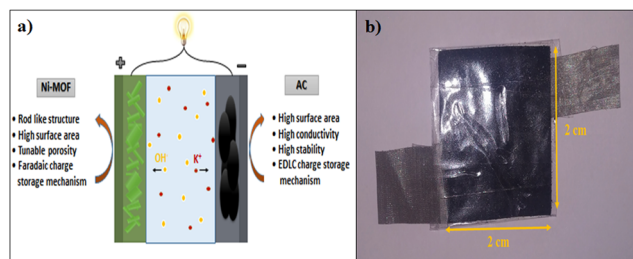 a)
+
−
Ni-MOF
• Rod like structure
• High surface area
• Tunable porosity
• Faradaic charge
storage mechanism
OH
K⁺
AC
• High surface area
• High conductivity
• High stability
• EDLC charge storage
mechanism
b)
2 cm
2 cm